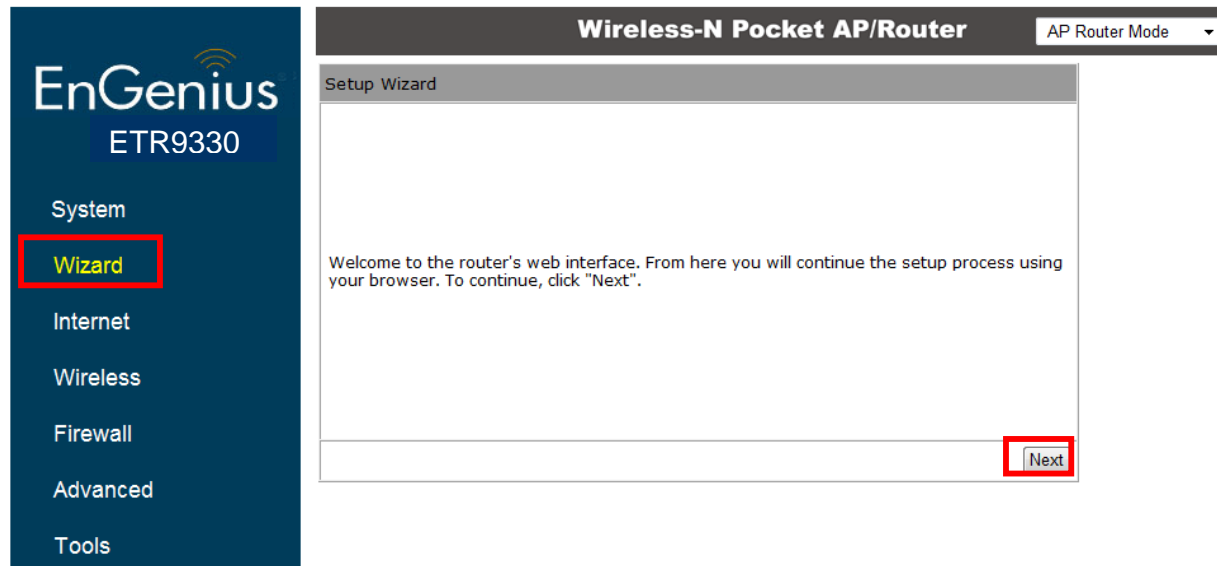 Wireless-N Pocket AP/Router
AP Router Mode
EnGenius
ETR9330
System
Wizard
Internet
Wireless
Firewall
Advanced
Tools
Setup Wizard
Welcome to the router's web interface. From here you will continue the setup process using
your browser. To continue, click "Next".
Next